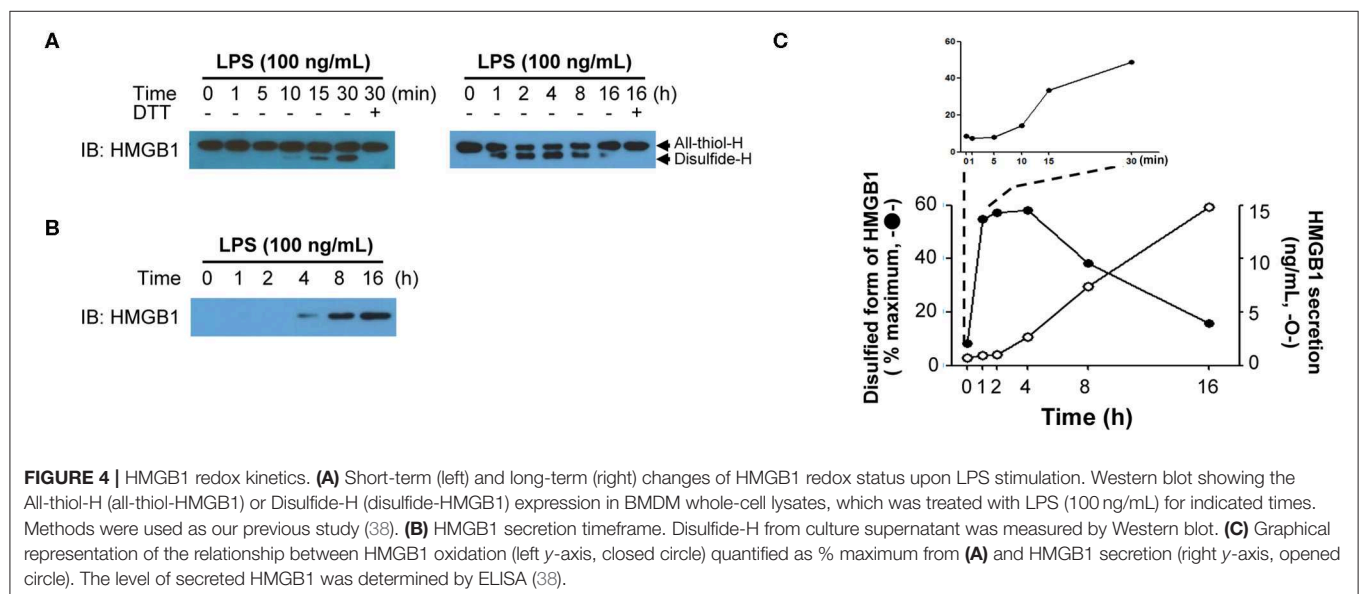 A
LPS (100 ng/mL)
Time 0 1 5 10 15 30 30 (min)
DTT - - - - - - +
IB: HMGB1
LPS (100 ng/mL)
0 1 2 4 8 16 16 (h)
- - - - - - +
All-thiol-H
Disulfide-H
B
LPS (100 ng/mL)
Time 0 1 2 4 8 16 (h)
IB: HMGB1
C
60
40
20
0
0 1 5 10 15 30 (min)
Disulfied form of HMGB1
( % maximum, -●-)
60
40
20
0
15
10
5
0
HMGB1 secretion
(ng/mL, -O-)
0 1 2 4 8 16
Time (h)
FIGURE 4 | HMGB1 redox kinetics. (A) Short-term (left) and long-term (right) changes of HMGB1 redox status upon LPS stimulation. Western blot showing the
All-thiol-H (all-thiol-HMGB1) or Disulfide-H (disulfide-HMGB1) expression in BMDM whole-cell lysates, which was treated with LPS (100 ng/mL) for indicated times.
Methods were used as our previous study (38). (B) HMGB1 secretion timeframe. Disulfide-H from culture supernatant was measured by Western blot. (C) Graphical
representation of the relationship between HMGB1 oxidation (left y-axis, closed circle) quantified as % maximum from (A) and HMGB1 secretion (right y-axis, opened
circle). The level of secreted HMGB1 was determined by ELISA (38).